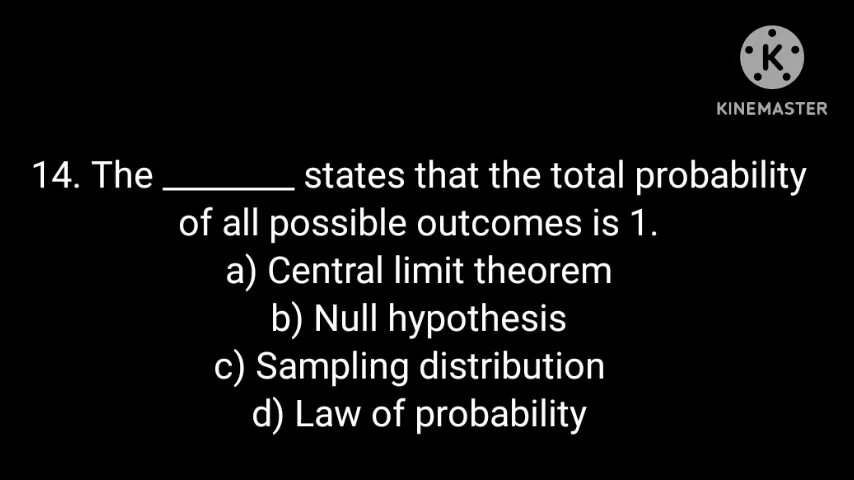 KINEMASTER
14. The ________ states that the total probability
of all possible outcomes is 1.
a) Central limit theorem
b) Null hypothesis
c) Sampling distribution
d) Law of probability